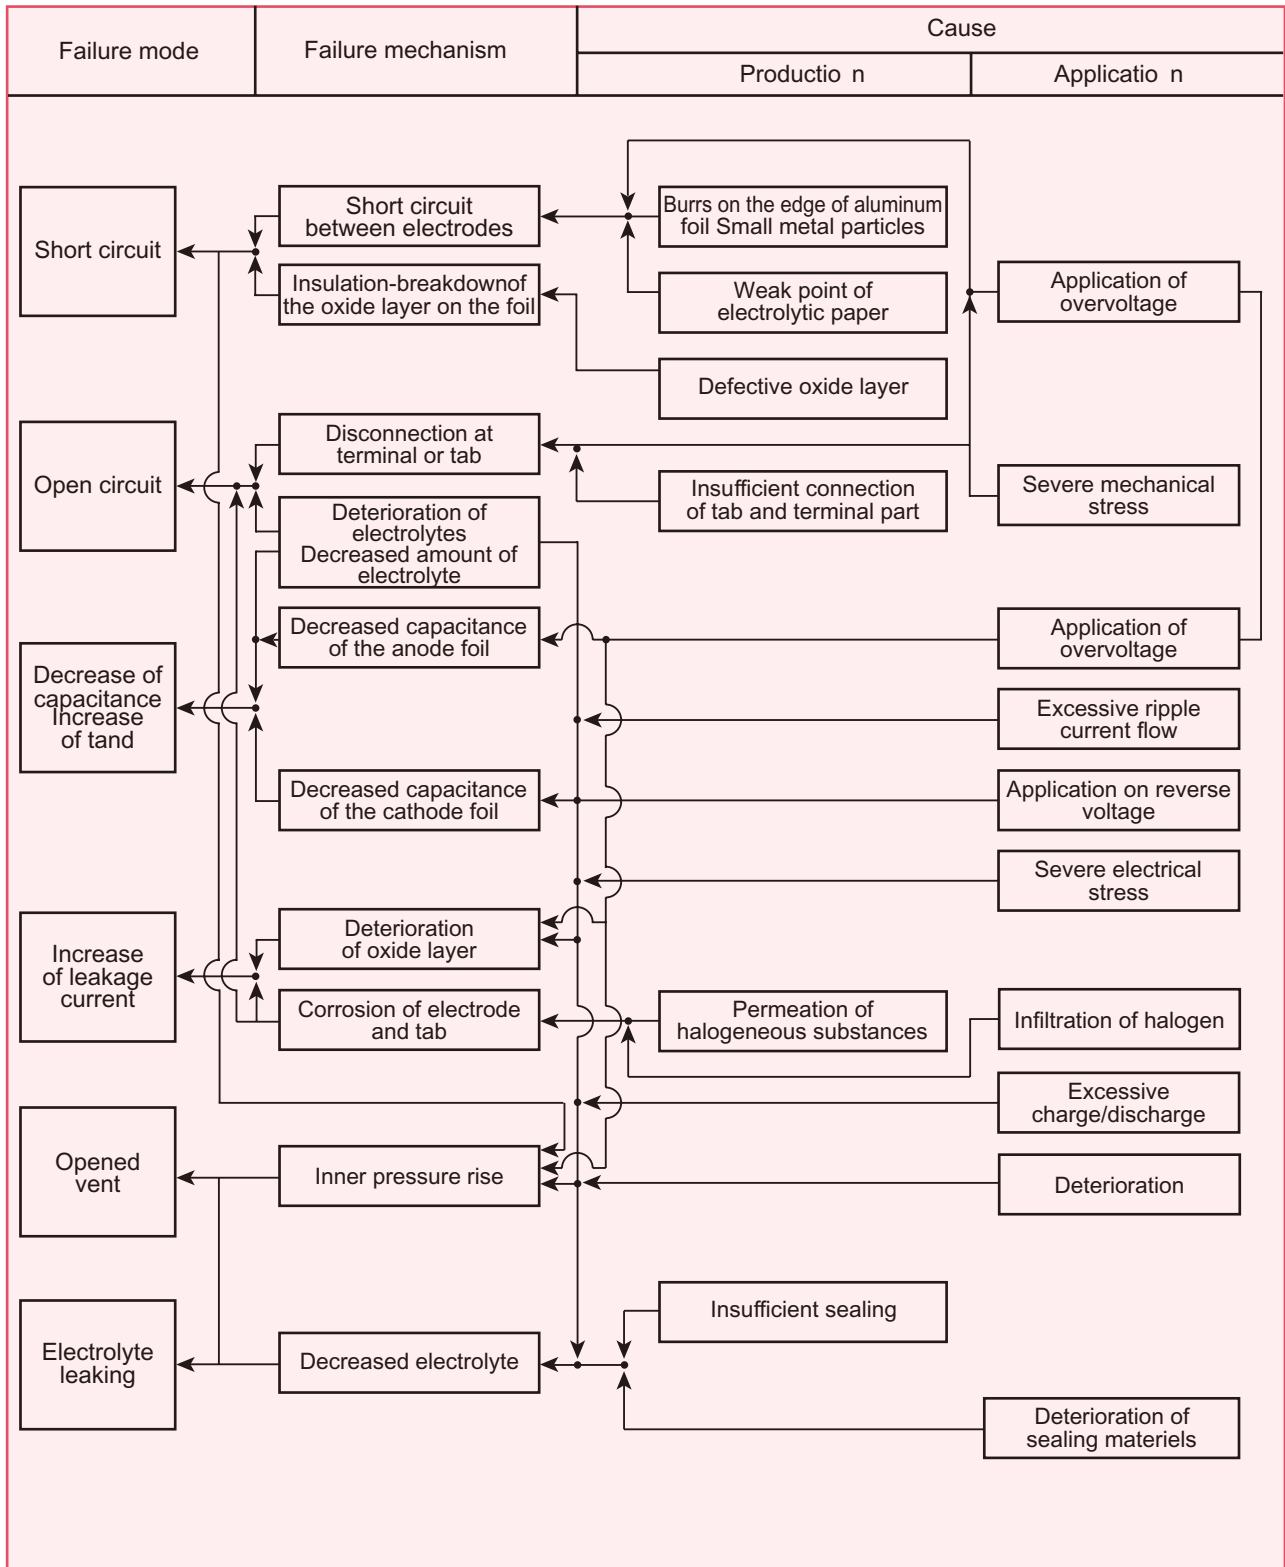 Failure mode
Failure mechanism
Cause
Productio n
Applicatio n
Short circuit
Short circuit
between electrodes
Burrs on the edge of aluminum
foil Small metal particles
Insulation-breakdownof
the oxide layer on the foil
Weak point of
electrolytic paper
Application of
overvoltage
Defective oxide layer
Open circuit
Disconnection at
terminal or tab
Insufficient connection
of tab and terminal part
Severe mechanical
stress
Deterioration of
electrolytes
Decreased amount of
electrolyte
Decreased capacitance
of the anode foil
Application of
overvoltage
Decrease of
capacitance
Increase
of tand
Excessive ripple
current flow
Decreased capacitance
of the cathode foil
Application on reverse
voltage
Severe electrical
stress
Increase
of leakage
current
Deterioration
of oxide layer
Corrosion of electrode
and tab
Permeation of
halogeneous substances
Infiltration of halogen
Excessive
charge/discharge
Opened
vent
Inner pressure rise
Deterioration
Insufficient sealing
Electrolyte
leaking
Decreased electrolyte
Deterioration of
sealing materiels